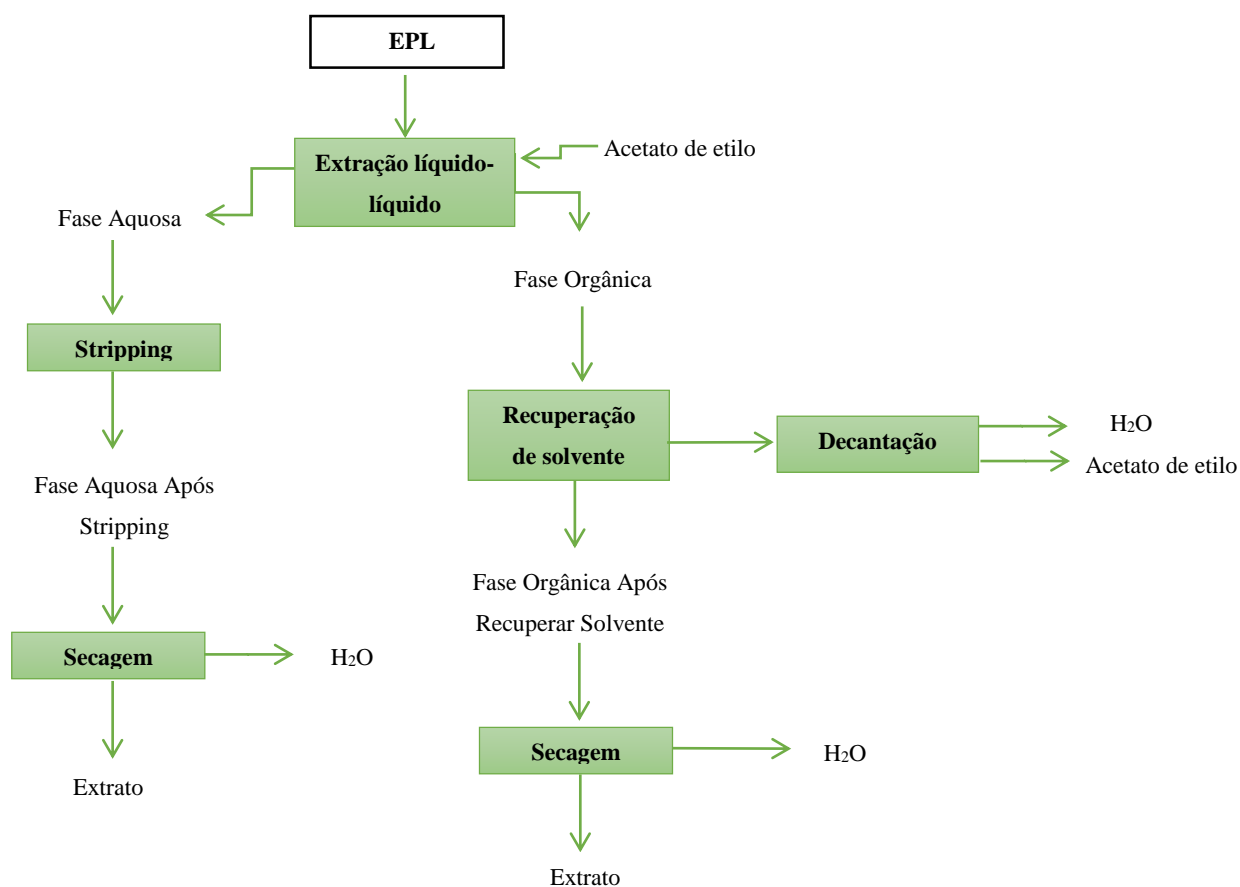 EPL
Extração líquido-
líquido
Acetato de etilo
Fase Aquosa
Fase Orgânica
Stripping
Recuperação
de solvente
Decantação
H2O
Acetato de etilo
Fase Aquosa Após
Stripping
Fase Orgânica Após
Recuperar Solvente
Secagem
H2O
Secagem
H2O
Extrato
Extrato